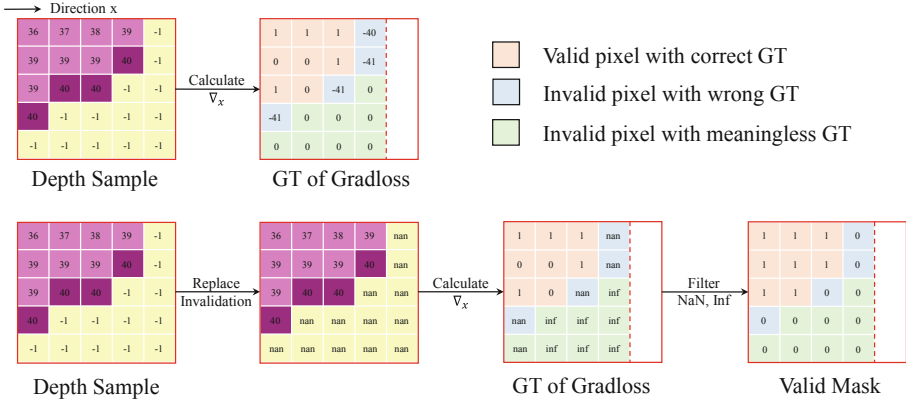 Direction x
36 37 38 39 -1
39 39 39 40 -1
39 40 40 -1 -1
40 -1 -1 -1 -1
-1 -1 -1 -1 -1
Depth Sample
Calculate
∇x
1 1 1 -40
0 0 1 -41
1 0 -41 0
-41 0 0 0
0 0 0 0
GT of Gradloss
Valid pixel with correct GT
Invalid pixel with wrong GT
Invalid pixel with meaningless GT
36 37 38 39 -1
39 39 39 40 -1
39 40 40 -1 -1
40 -1 -1 -1 -1
-1 -1 -1 -1 -1
Depth Sample
Replace
Invalidation
36 37 38 39 nan
39 39 39 40 nan
39 40 40 nan nan
40 nan nan nan nan
nan nan nan nan nan
Calculate
∇x
1 1 1 nan
0 0 1 nan
1 0 nan inf
nan inf inf inf
nan inf inf inf
GT of Gradloss
Filter
NaN, Inf
1 1 1 0
1 1 1 0
1 1 0 0
0 0 0 0
0 0 0 0
Valid Mask